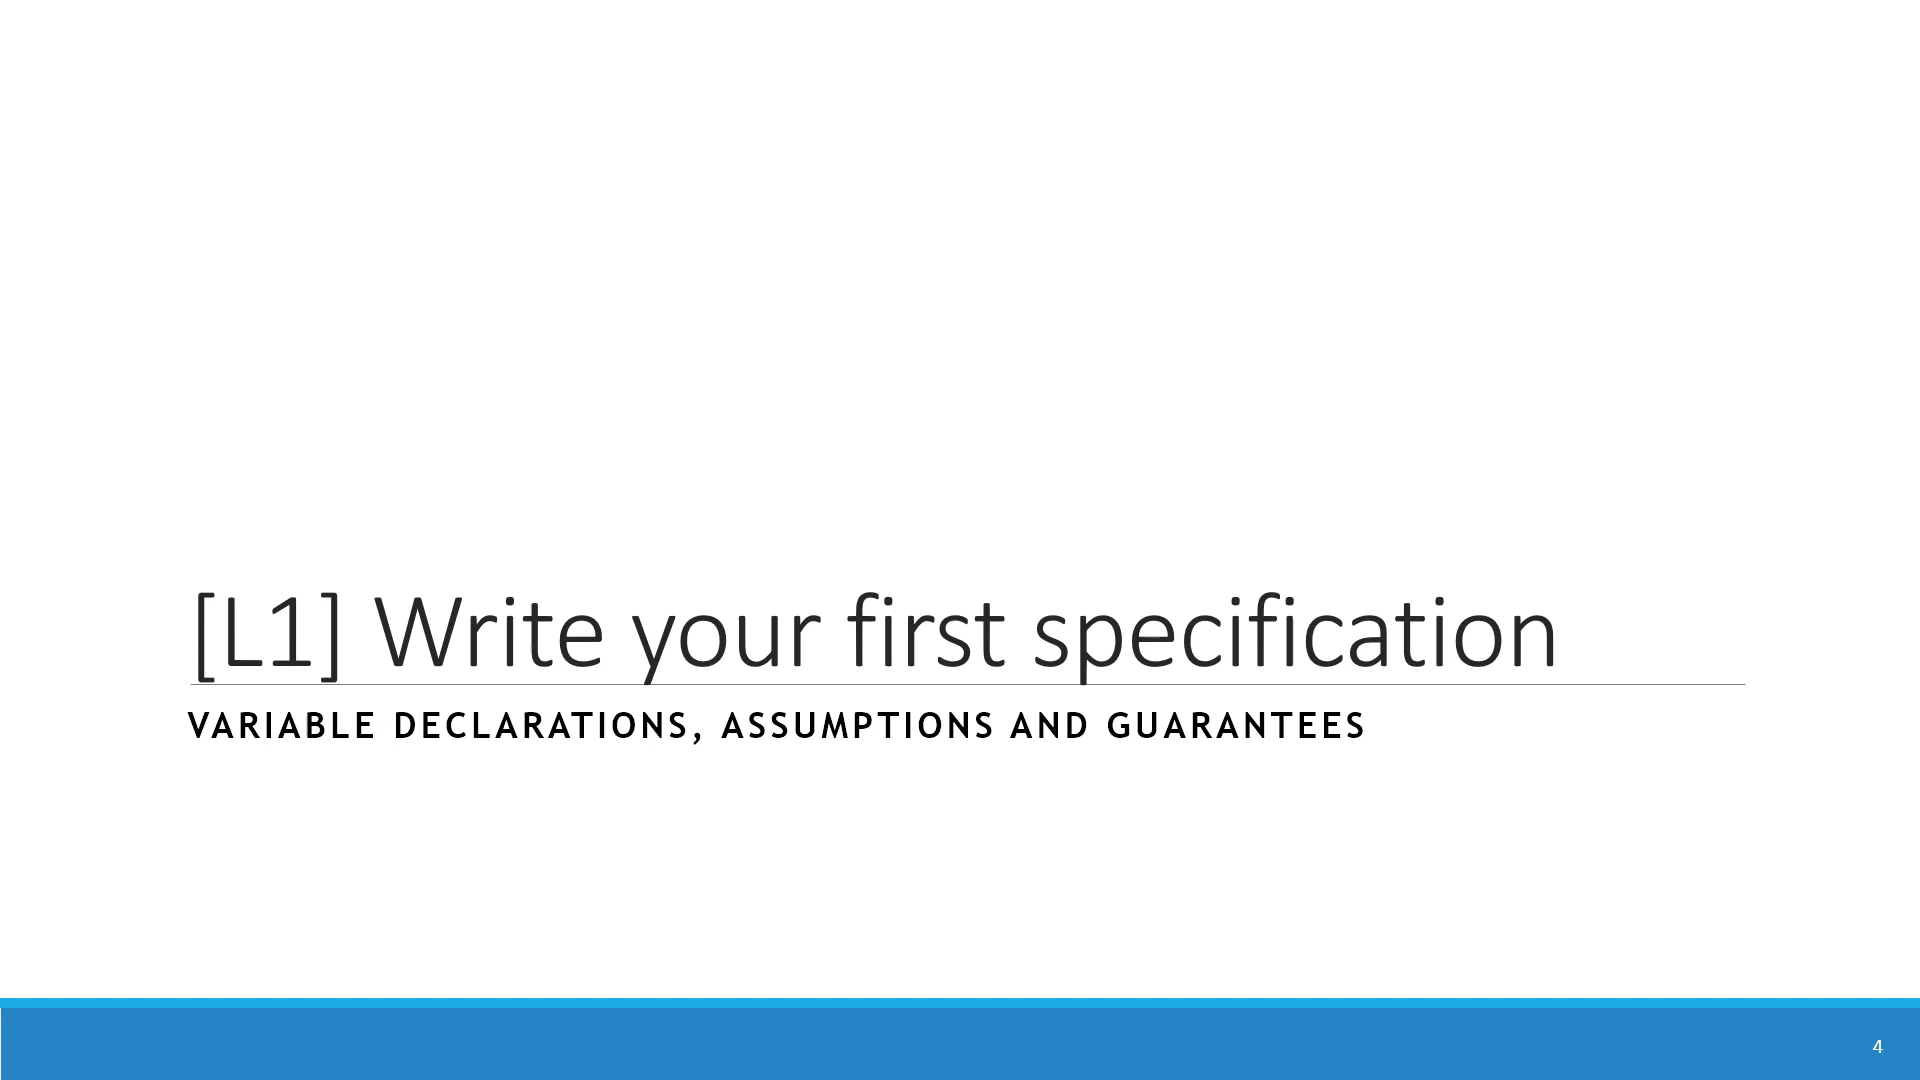 [L1] Write your first specification
VARIABLE DECLARATIONS, ASSUMPTIONS AND GUARANTEES
4